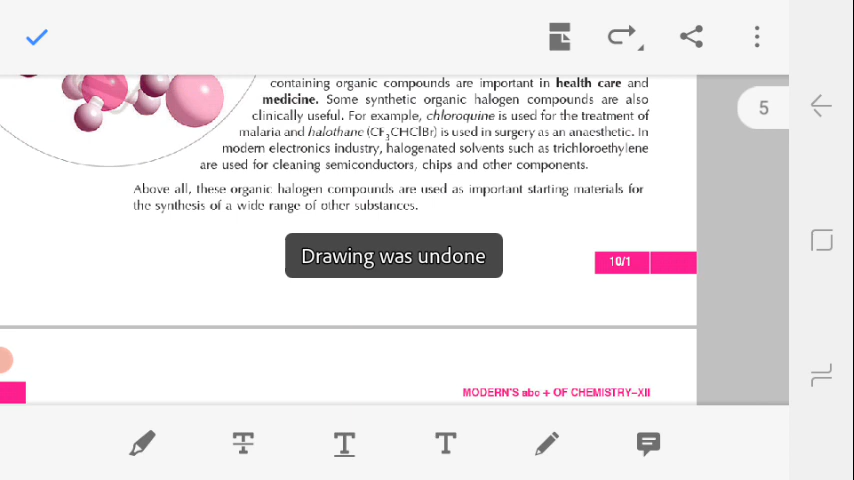 containing organic compounds are important in health care and
5
medicine. Some synthetic organic halogen compounds are also
clinically useful. For example, chloroquine is used for the treatment of
malaria and halothane (CF3CHClBr) is used in surgery as an anaesthetic. In
modern electronics industry, halogenated solvents such as trichloroethylene
are used for cleaning semiconductors, chips and other components.
Above all, these organic halogen compounds are used as important starting materials for
the synthesis of a wide range of other substances.
Drawing was undone
10/1
MODERN'S abc + OF CHEMISTRY–XII